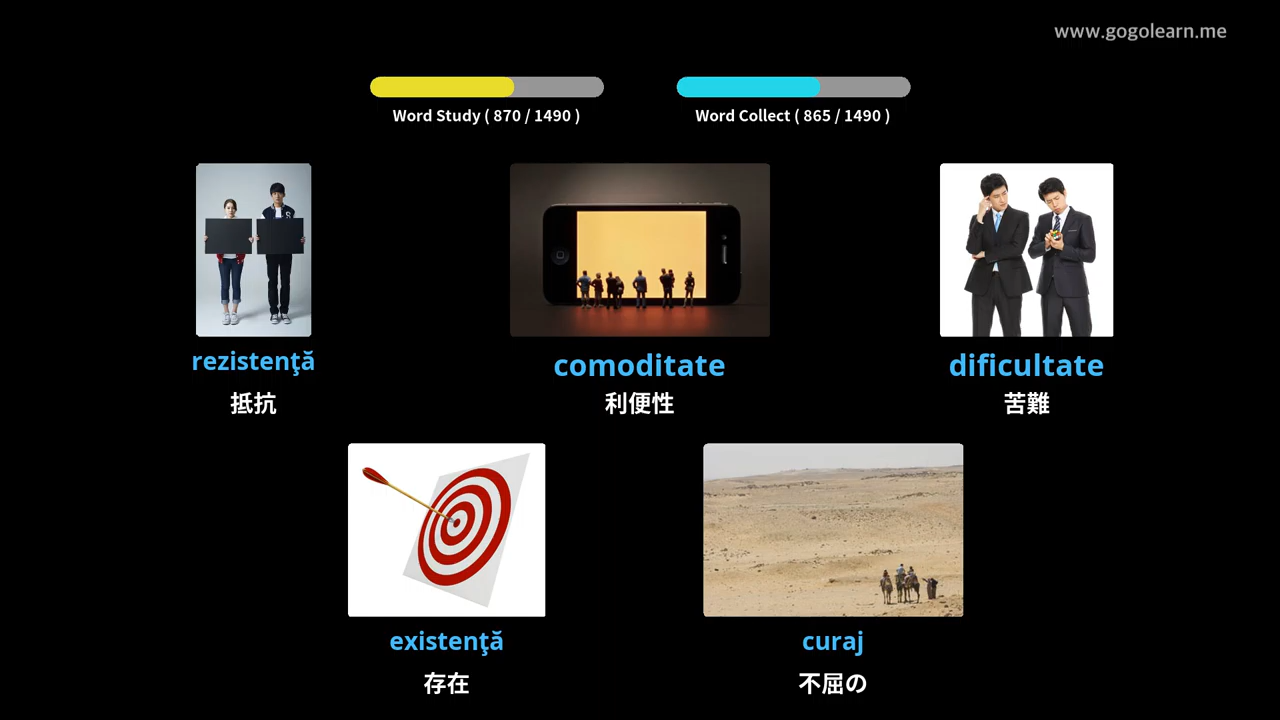 www.gogolearn.me
Word Study ( 870 / 1490 )
Word Collect ( 865 / 1490 )
rezistenţă
抵抗
comoditate
利便性
dificultate
苦難
existenţă
存在
curaj
不屈の